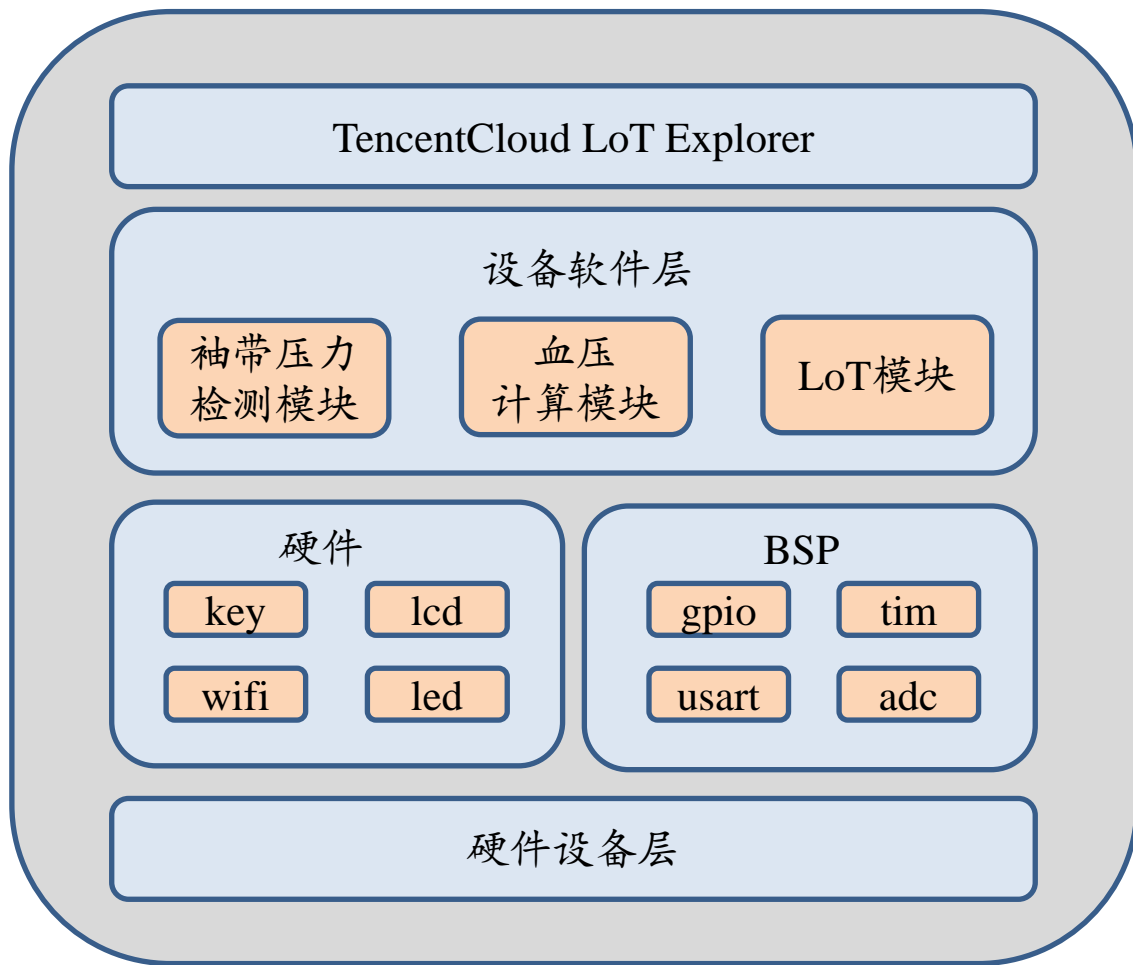 TencentCloud LoT Explorer
设备软件层
袖带压力
检测模块
血压
计算模块
LoT模块
硬件
key
lcd
wifi
led
BSP
gpio
tim
usart
adc
硬件设备层